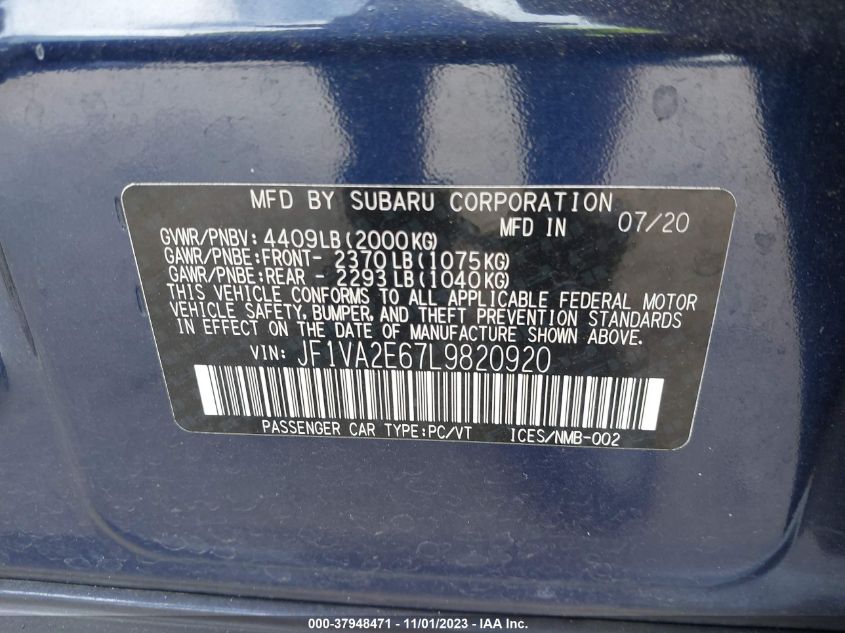 MFD BY SUBARU CORPORATION
MFD IN 07/20
GVWR/PNBV: 4409LB(2000KG)
GAWR/PNBE:FRONT- 2370LB(1075KG)
GAWR/PNBE:REAR - 2293LB(1040KG)
THIS VEHICLE CONFORMS TO ALL APPLICABLE FEDERAL MOTOR
VEHICLE SAFETY, BUMPER, AND THEFT PREVENTION STANDARDS
IN EFFECT ON THE DATE OF MANUFACTURE SHOWN ABOVE.
VIN: JF1VA2E67L9820920
PASSENGER CAR TYPE:PC/VT ICES/NMB-002
000-37948471 - 11/01/2023 - IAAI.COM